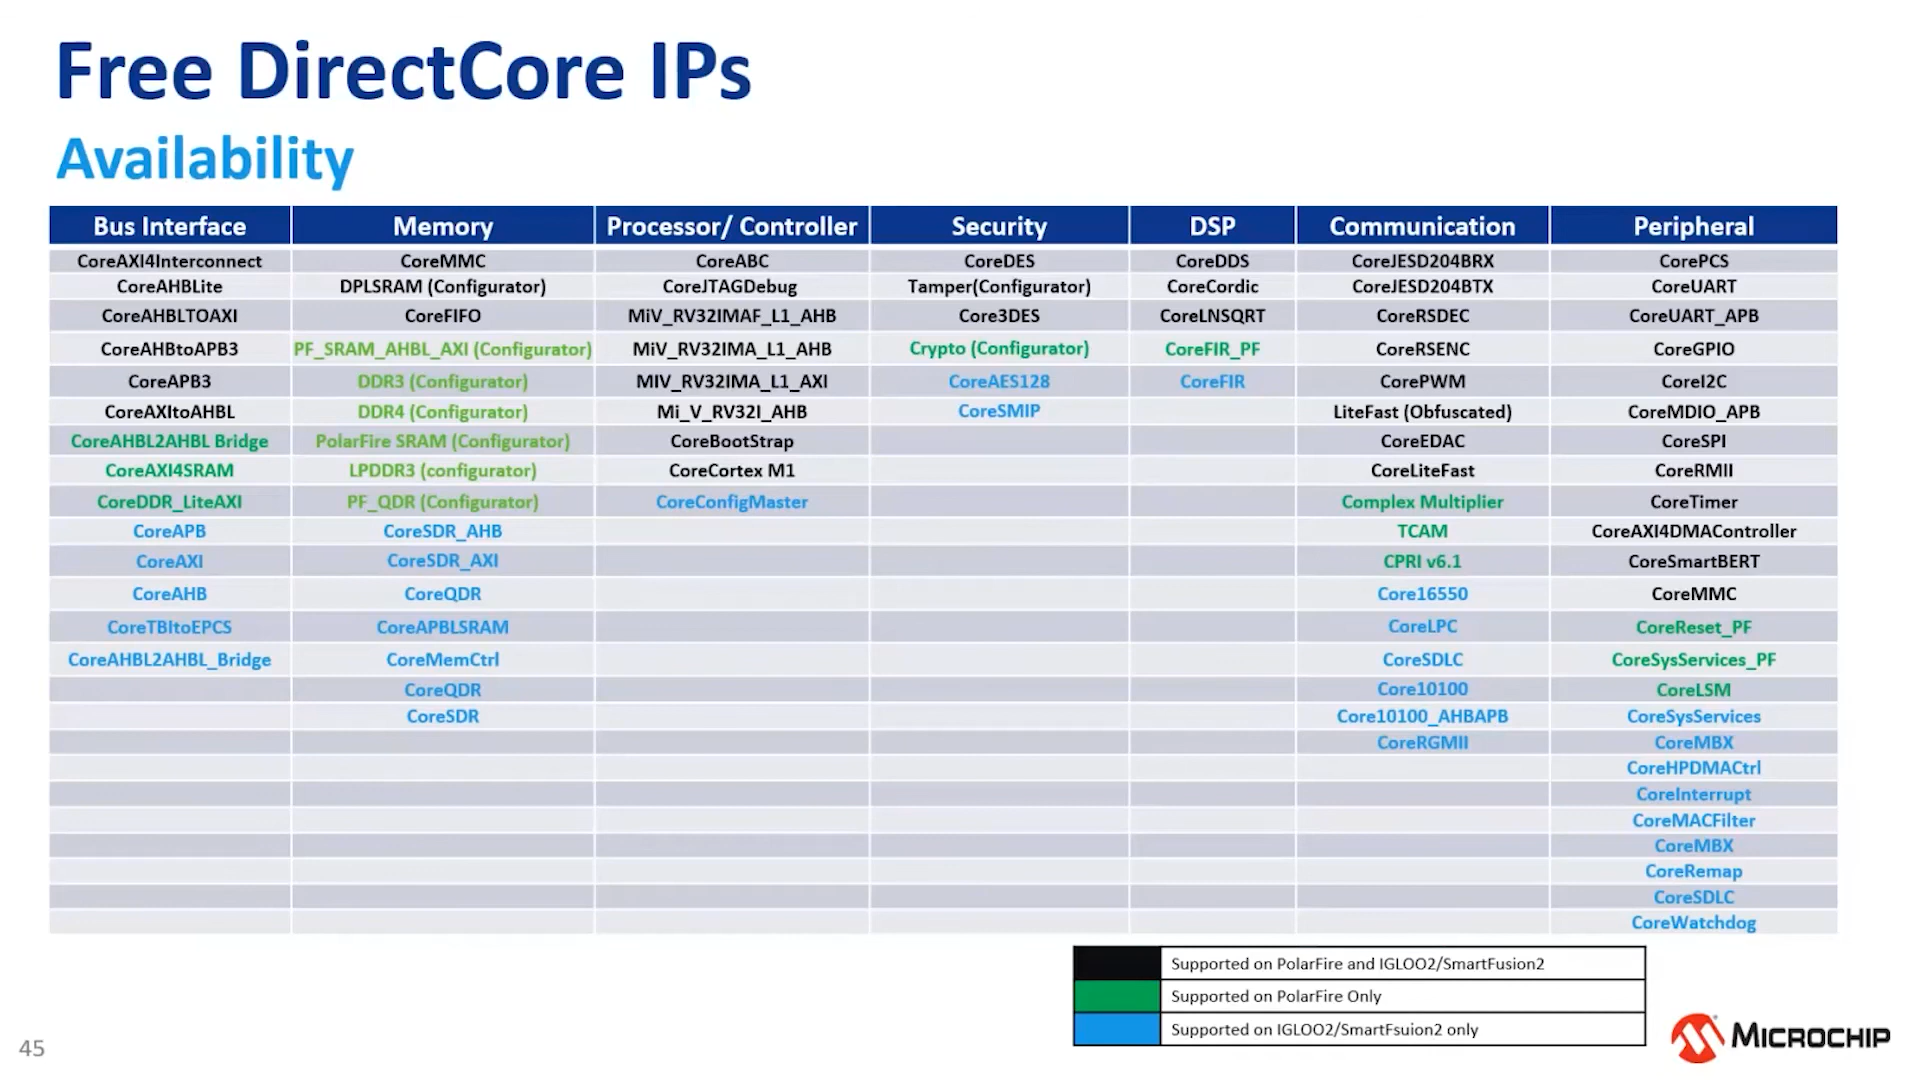 Free DirectCore IPs
Availability
Bus Interface Memory Processor/ Controller Security DSP Communication Peripheral
CoreAXI4Interconnect CoreMMC CoreABC CoreDES CoreDDS CoreJESD204BRX CorePCS
CoreAHBLite DPLSRAM (Configurator) CoreJTAGDebug Tamper(Configurator) CoreCordic CoreJESD204BTX CoreUART
CoreAHBLTOAXI CoreFIFO MiV_RV32IMAF_L1_AHB Core3DES CoreLNSQRT CoreRSDEC CoreUART_APB
CoreAHBtoAPB3 PF_SRAM_AHBL_AXI (Configurator) MiV_RV32IMA_L1_AHB Crypto (Configurator) CoreFIR_PF CoreRSENC CoreGPIO
CoreAPB3 DDR3 (Configurator) MIV_RV32IMA_L1_AXI CoreAES128 CoreFIR CorePWM CoreI2C
CoreAXItoAHBL DDR4 (Configurator) Mi_V_RV32I_AHB CoreSMIP LiteFast (Obfuscated) CoreMDIO_APB
CoreAHBL2AHBL Bridge PolarFire SRAM (Configurator) CoreBootStrap CoreEDAC CoreSPI
CoreAXI4SRAM LPDDR3 (configurator) CoreCortex M1 CoreLiteFast CoreRMII
CoreDDR_LiteAXI PF_QDR (Configurator) CoreConfigMaster Complex Multiplier CoreTimer
CoreAPB CoreSDR_AHB TCAM CoreAXI4DMAController
CoreAXI CoreSDR_AXI CPRI v6.1 CoreSmartBERT
CoreAHB CoreQDR Core16550 CoreMMC
CoreTBItoEPCS CoreAPBLSRAM CoreLPC CoreReset_PF
CoreAHBL2AHBL_Bridge CoreMemCtrl CoreSDLC CoreSysServices_PF
CoreQDR Core10100 CoreLSM
CoreSDR Core10100_AHBAPB CoreSysServices
CoreRGMII CoreMBX
CoreHPDMACtrl
CoreInterrupt
CoreMACFilter
CoreMBX
CoreRemap
CoreSDLC
CoreWatchdog
Supported on PolarFire and IGLOO2/SmartFusion2
Supported on PolarFire Only
Supported on IGLOO2/SmartFsuion2 only
45
MICROCHIP